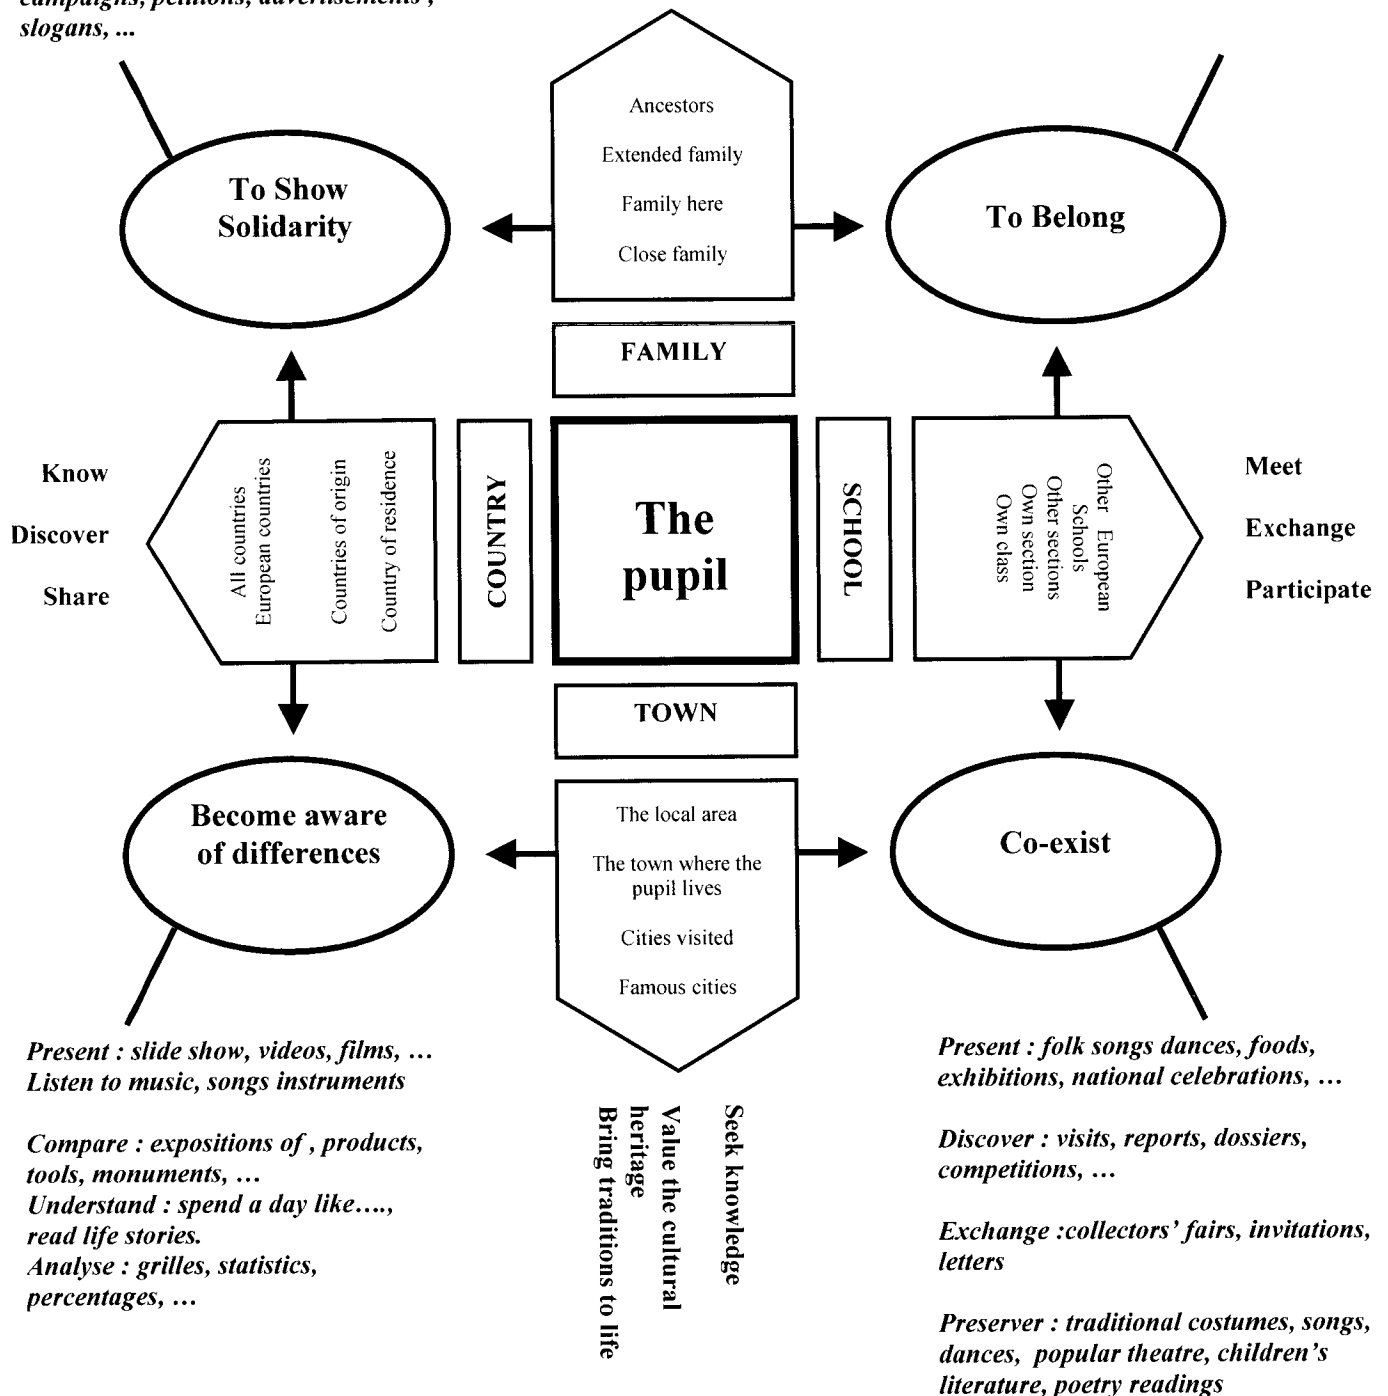 campaigns, petitions, advertisements ,
slogans, ...
Ancestors
Extended family
Family here
Close family
To Show
Solidarity
To Belong
FAMILY
Know
Discover
Share
All countries
European countries
Countries of origin
Country of residence
COUNTRY
The
pupil
SCHOOL
Other European
Schools
Other sections
Own section
Own class
Meet
Exchange
Participate
TOWN
Become aware
of differences
The local area
The town where the
pupil lives
Cities visited
Famous cities
Co-exist
Present : slide show, videos, films, …
Listen to music, songs instruments
Compare : expositions of , products,
tools, monuments, …
Understand : spend a day like….,
read life stories.
Analyse : grilles, statistics,
percentages, …
Seek knowledge
Value the cultural
heritage
Bring traditions to life
Present : folk songs dances, foods,
exhibitions, national celebrations, …
Discover : visits, reports, dossiers,
competitions, …
Exchange :collectors' fairs, invitations,
letters
Preserver : traditional costumes, songs,
dances, popular theatre, children's
literature, poetry readings